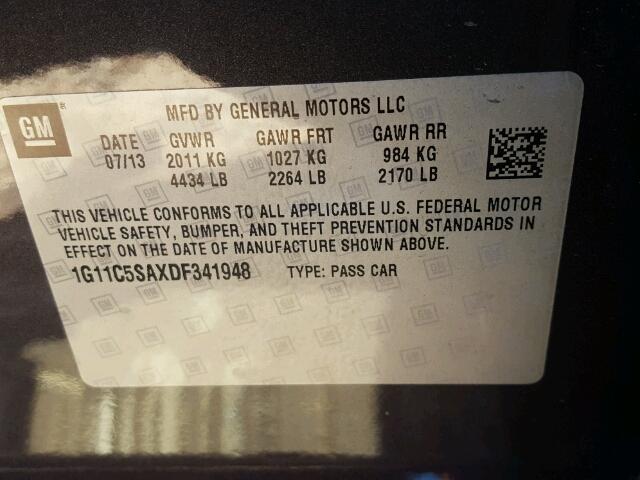 GM ®
MFD BY GENERAL MOTORS LLC
DATE GVWR GAWR FRT GAWR RR
07/13 2011 KG 1027 KG 984 KG
4434 LB 2264 LB 2170 LB
THIS VEHICLE CONFORMS TO ALL APPLICABLE U.S. FEDERAL MOTOR
VEHICLE SAFETY, BUMPER, AND THEFT PREVENTION STANDARDS IN
EFFECT ON THE DATE OF MANUFACTURE SHOWN ABOVE.
1G11C5SAXDF341948 TYPE: PASS CAR